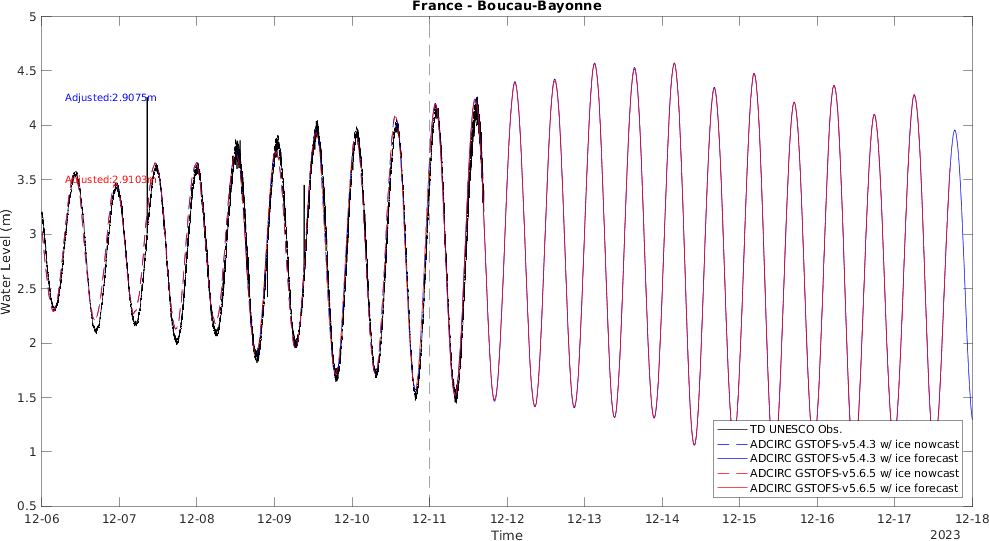 France - Boucau-Bayonne
5
4.5
4
3.5
3
2.5
2
1.5
1
0.5
Water Level (m)
Adjusted:2.9075m
Adjusted:2.9103m
TD UNESCO Obs.
ADCIRC GSTOFS-v5.4.3 w/ ice nowcast
ADCIRC GSTOFS-v5.4.3 w/ ice forecast
ADCIRC GSTOFS-v5.6.5 w/ ice nowcast
ADCIRC GSTOFS-v5.6.5 w/ ice forecast
12-06 12-07 12-08 12-09 12-10 12-11 12-12 12-13 12-14 12-15 12-16 12-17 12-18
Time
2023